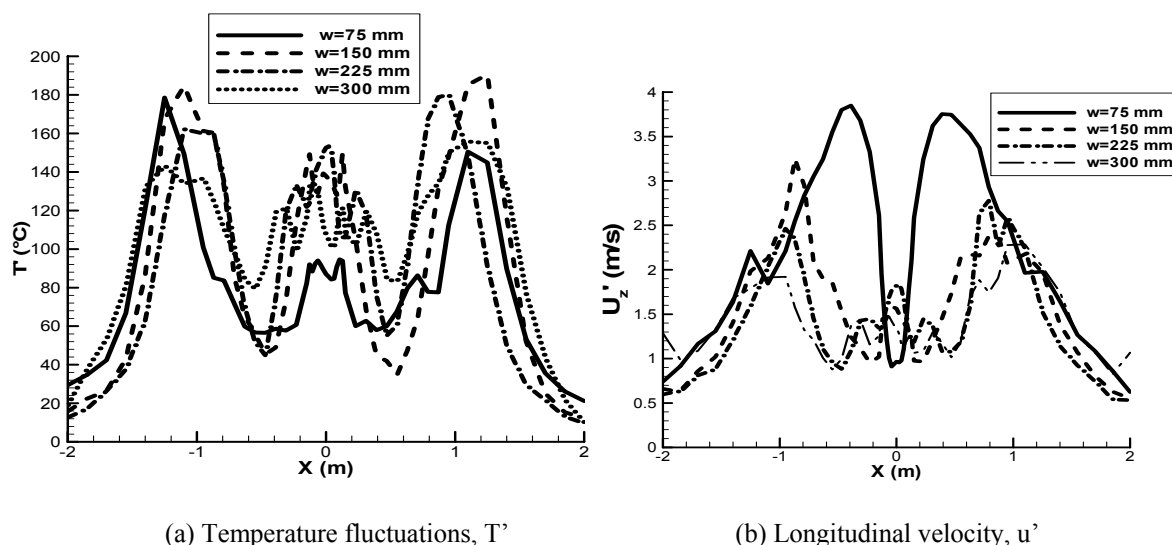 w=75 mm
w=150 mm
w=225 mm
w=300 mm
200
180
160
140
120
100
80
60
40
20
0
T' (°C)
-2 -1 0 1 2
X (m)
w=75 mm
w=150 mm
w=225 mm
w=300 mm
4
3.5
3
2.5
2
1.5
1
0.5
0
Uz' (m/s)
-2 -1 0 1 2
X (m)
(a) Temperature fluctuations, T’
(b) Longitudinal velocity, u’